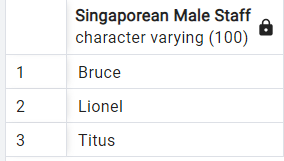 Singaporean Male Staff
character varying (100)
1 Bruce
2 Lionel
3 Titus